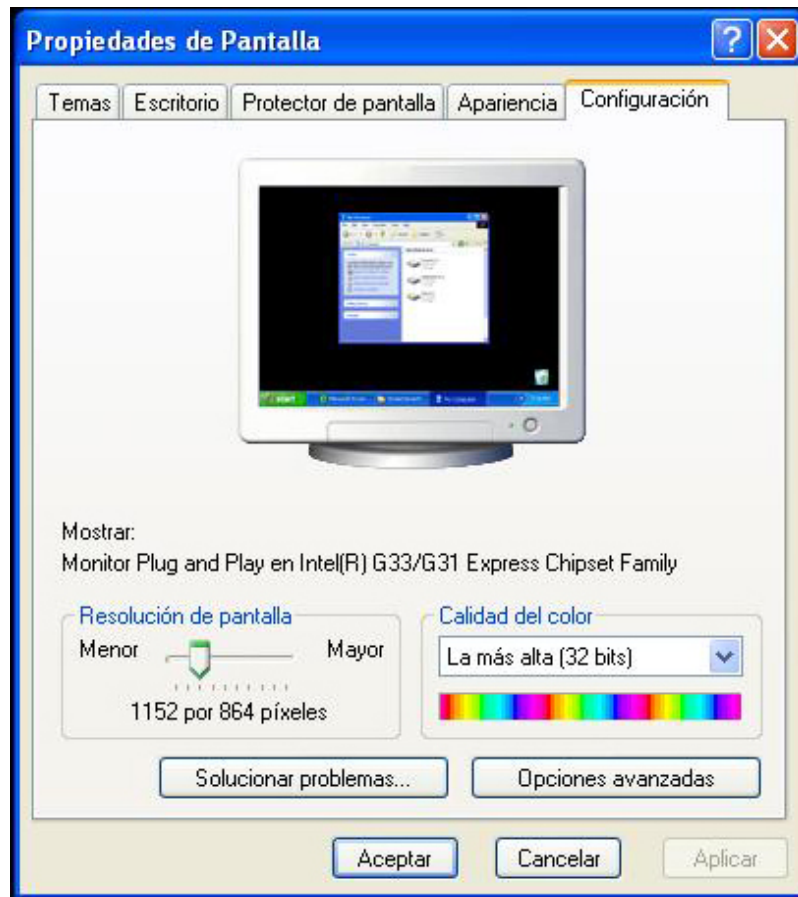 Propiedades de Pantalla
Temas Escritorio Protector de pantalla Apariencia Configuración
start
Mostrar:
Monitor Plug and Play en Intel(R) G33/G31 Express Chipset Family
Resolución de pantalla Calidad del color
Menor Mayor La más alta (32 bits)
1152 por 864 píxeles
Solucionar problemas... Opciones avanzadas
Aceptar Cancelar Aplicar